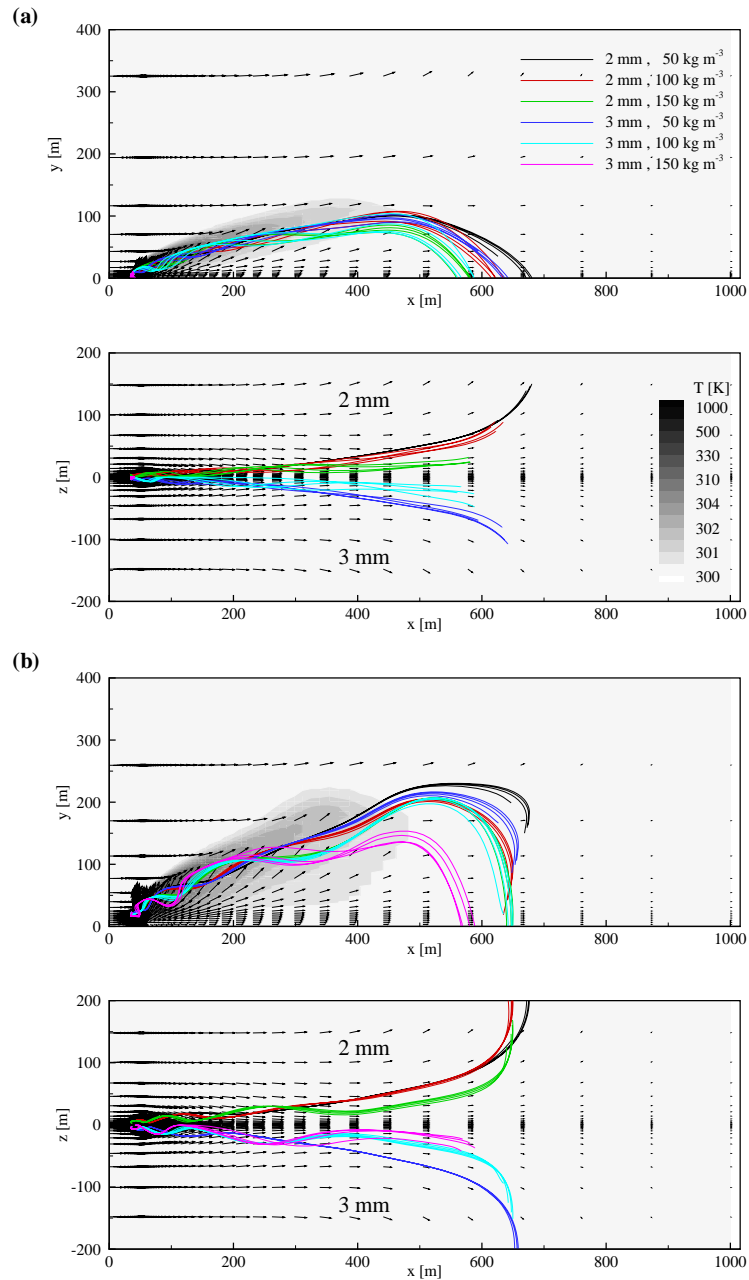 (a)
400
300
200
100
0
y [m]
2 mm , 50 kg m-3
2 mm , 100 kg m-3
2 mm , 150 kg m-3
3 mm , 50 kg m-3
3 mm , 100 kg m-3
3 mm , 150 kg m-3
0 200 400 600 800 1000
x [m]
200
100
0
-100
-200
z [m]
2 mm
3 mm
T [K]
1000
500
330
310
304
302
301
300
0 200 400 600 800 1000
x [m]
(b)
400
300
200
100
0
y [m]
0 200 400 600 800 1000
x [m]
200
100
0
-100
-200
z [m]
2 mm
3 mm
0 200 400 600 800 1000
x [m]